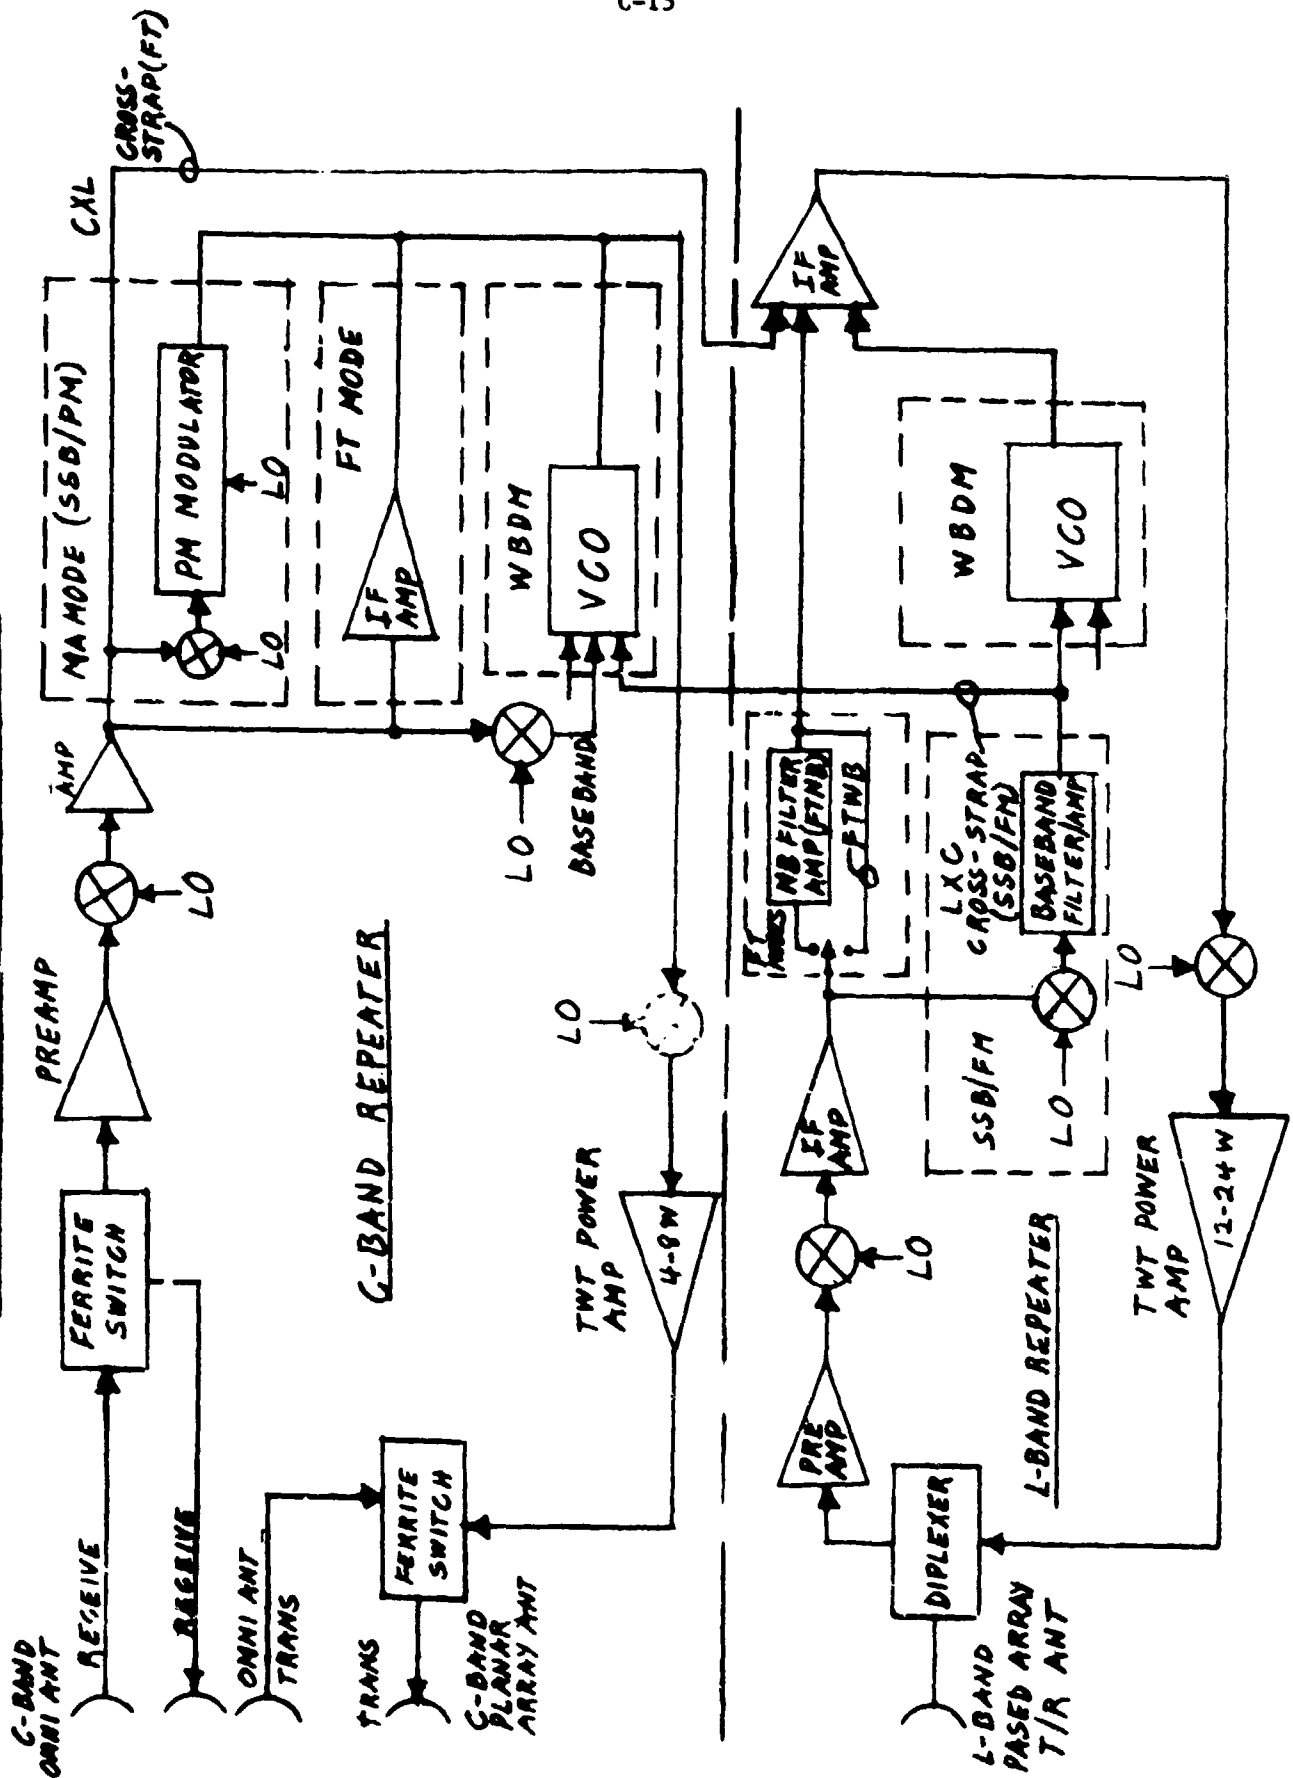 C-15
C-BAND
OMNI ANT
RECEIVE
RECEIVE
FERRITE
SWITCH
PREAMP
LO
AMP
MA MODE (SSB/PM)
PM MODULATOR
LO
LO
CXL
CROSS-
STRAP (FT)
FT MODE
IF
AMP
WBDM
VCO
LO
BASEBAND
C-BAND REPEATER
OMNI ANT
TRANS
TRANS
C-BAND
PLANAR
ARRAY ANT
FERRITE
SWITCH
TWT POWER
AMP
4-8W
LO
L-BAND
PASED ARRAY
T/R ANT
DIPLEXER
PRE
AMP
LO
IF
AMP
FT
MODES
NB FILTER
AMP(FTNB)
FTWB
IF
AMP
LXC
CROSS-STRAP
(SSB/FM)
BASEBAND
FILTER/AMP
SSB/FM
LO
WBDM
VCO
L-BAND REPEATER
LO
TWT POWER
AMP
12-24W